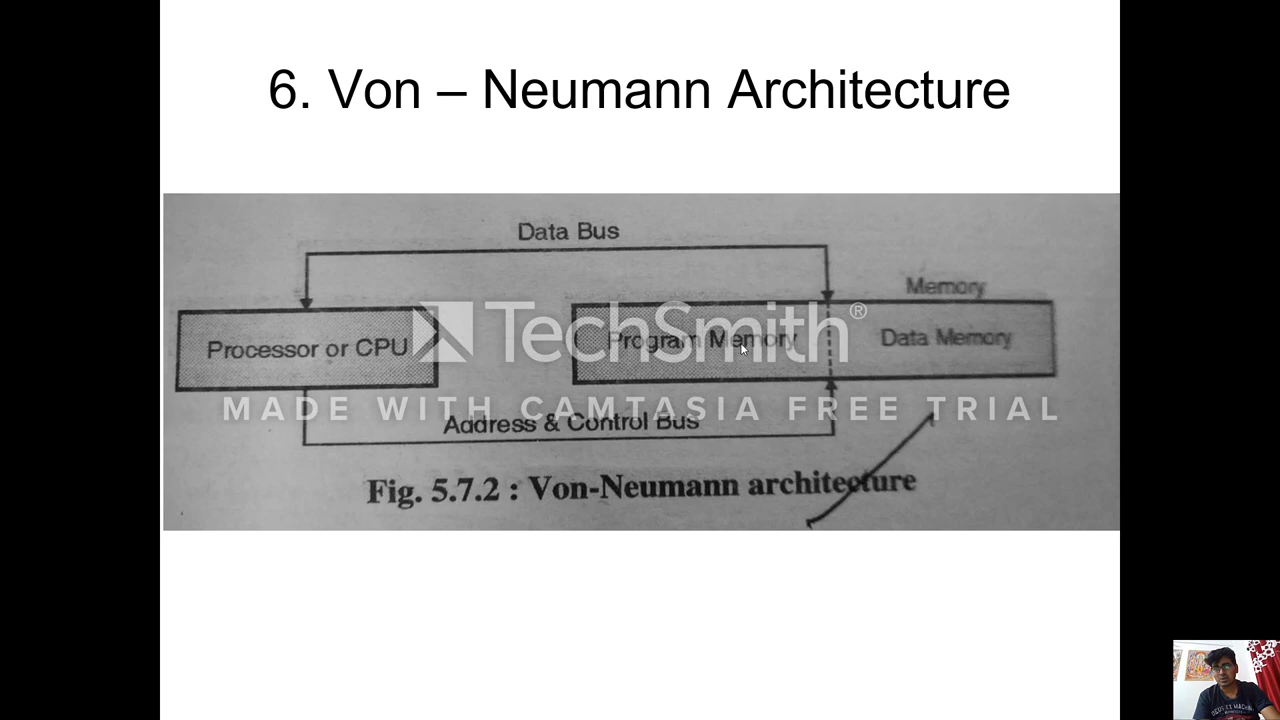 6. Von – Neumann Architecture
Data Bus
Memory
Processor or CPU
Program Memory
Data Memory
TechSmith®
MADE WITH CAMTASIA FREE TRIAL
Address & Control Bus
Fig. 5.7.2 : Von-Neumann architecture